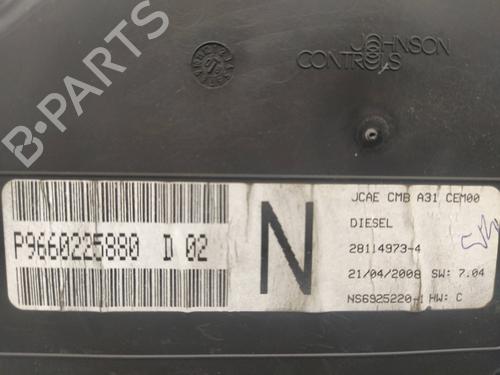 B-PARTS
JOHNSON
CONTROLS
P9660225880 D 02
N
JCAE CMB A31 CEM00
DIESEL
28114973-4
21/04/2008 SW: 7.04
NS6925220-1 HW: C